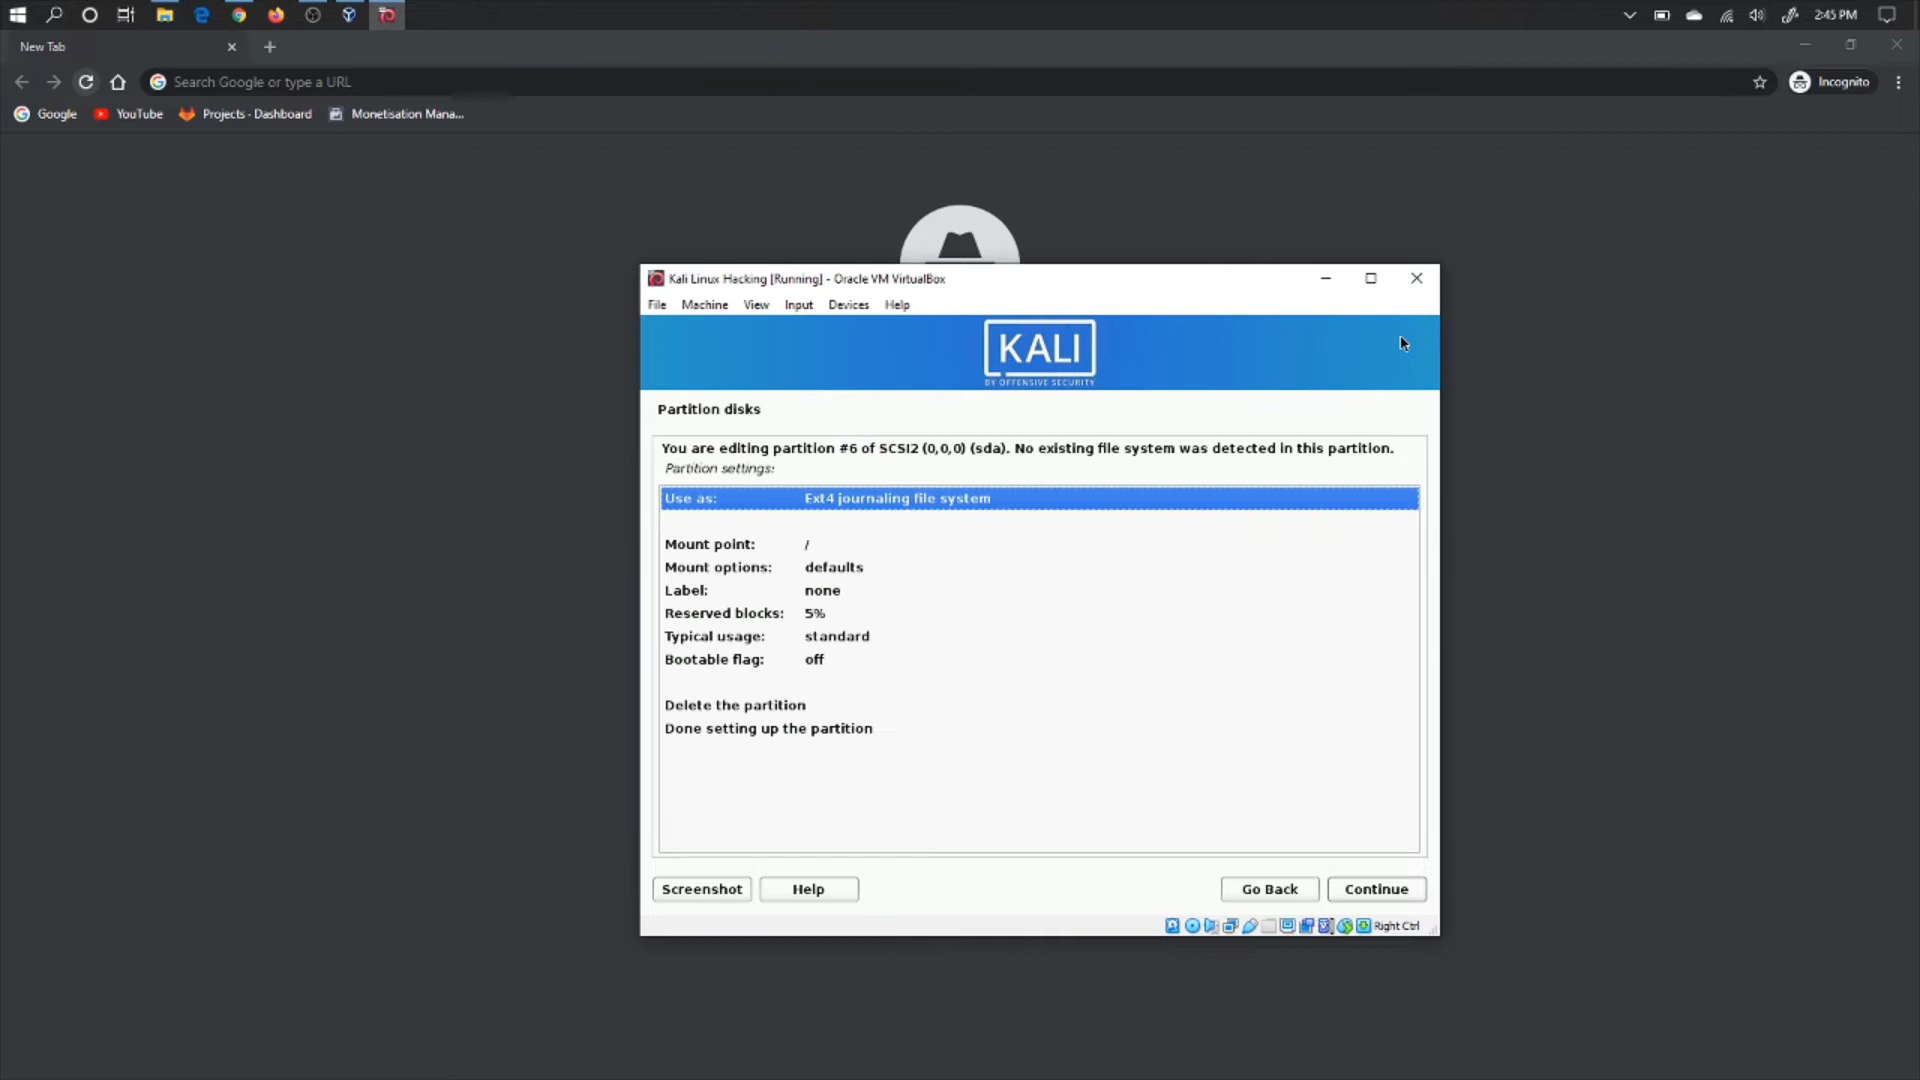 2:45 PM
New Tab
Search Google or type a URL
Incognito
Google YouTube Projects - Dashboard Monetisation Mana...
Kali Linux Hacking [Running] - Oracle VM VirtualBox
File Machine View Input Devices Help
KALI
BY OFFENSIVE SECURITY
Partition disks
You are editing partition #6 of SCSI2 (0,0,0) (sda). No existing file system was detected in this partition.
Partition settings:
Use as: Ext4 journaling file system
Mount point: /
Mount options: defaults
Label: none
Reserved blocks: 5%
Typical usage: standard
Bootable flag: off
Delete the partition
Done setting up the partition
Screenshot Help Go Back Continue
Right Ctrl